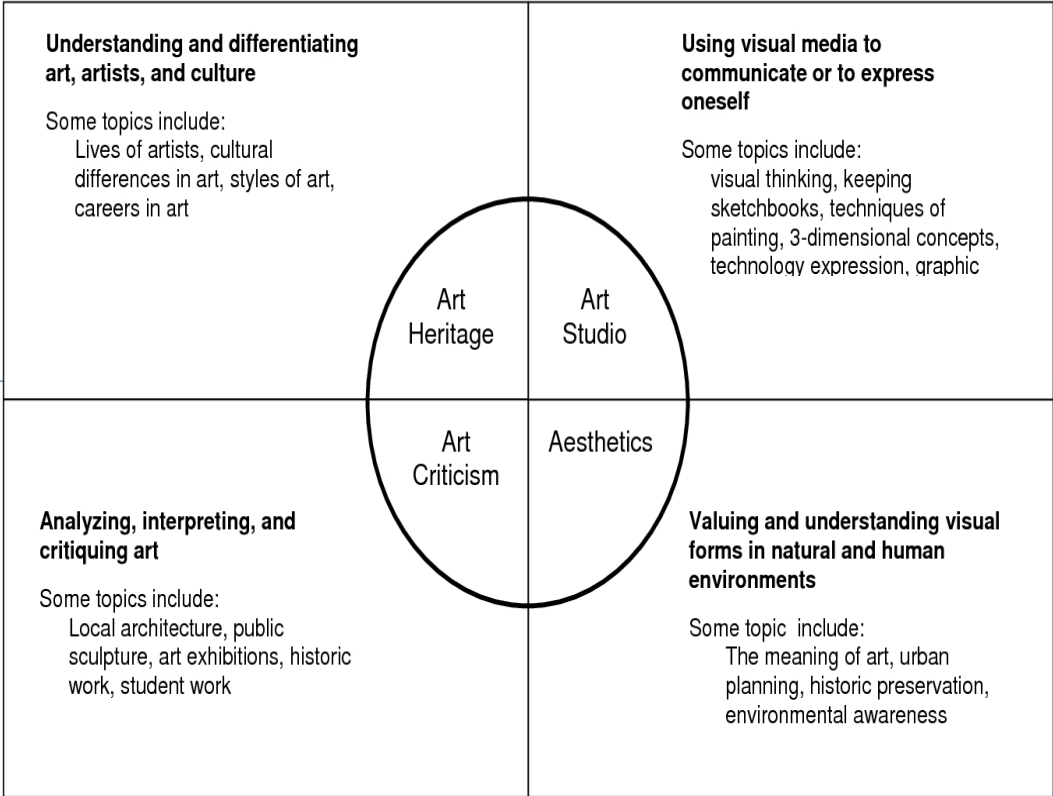 Understanding and differentiating
art, artists, and culture
Some topics include:
Lives of artists, cultural
differences in art, styles of art,
careers in art
Using visual media to
communicate or to express
oneself
Some topics include:
visual thinking, keeping
sketchbooks, techniques of
painting, 3-dimensional concepts,
technology expression, graphic
Art
Heritage
Art
Studio
Art
Criticism
Aesthetics
Analyzing, interpreting, and
critiquing art
Some topics include:
Local architecture, public
sculpture, art exhibitions, historic
work, student work
Valuing and understanding visual
forms in natural and human
environments
Some topic  include:
The meaning of art, urban
planning, historic preservation,
environmental awareness